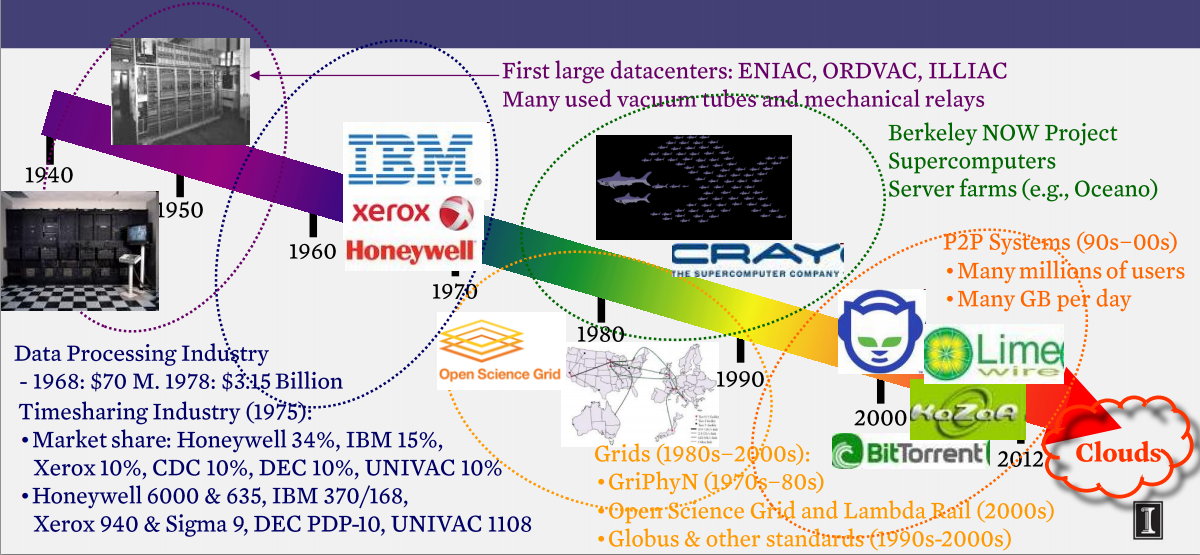 First large datacenters: ENIAC, ORDVAC, ILLIAC
Many used vacuum tubes and mechanical relays
Berkeley NOW Project
Supercomputers
Server farms (e.g., Oceano)
P2P Systems (90s–00s)
• Many millions of users
• Many GB per day
1940
1950
1960
1970
1980
1990
2000
2012
IBM®
xerox
Honeywell
CRAY
THE SUPERCOMPUTER COMPANY
Open Science Grid
Lime
wire
KaZaA
BitTorrent
Clouds
Data Processing Industry
- 1968: $70 M. 1978: $3.15 Billion
Timesharing Industry (1975):
• Market share: Honeywell 34%, IBM 15%,
Xerox 10%, CDC 10%, DEC 10%, UNIVAC 10%
• Honeywell 6000 & 635, IBM 370/168,
Xerox 940 & Sigma 9, DEC PDP-10, UNIVAC 1108
Grids (1980s–2000s):
• GriPhyN (1970s–80s)
• Open Science Grid and Lambda Rail (2000s)
• Globus & other standards (1990s-2000s)
I